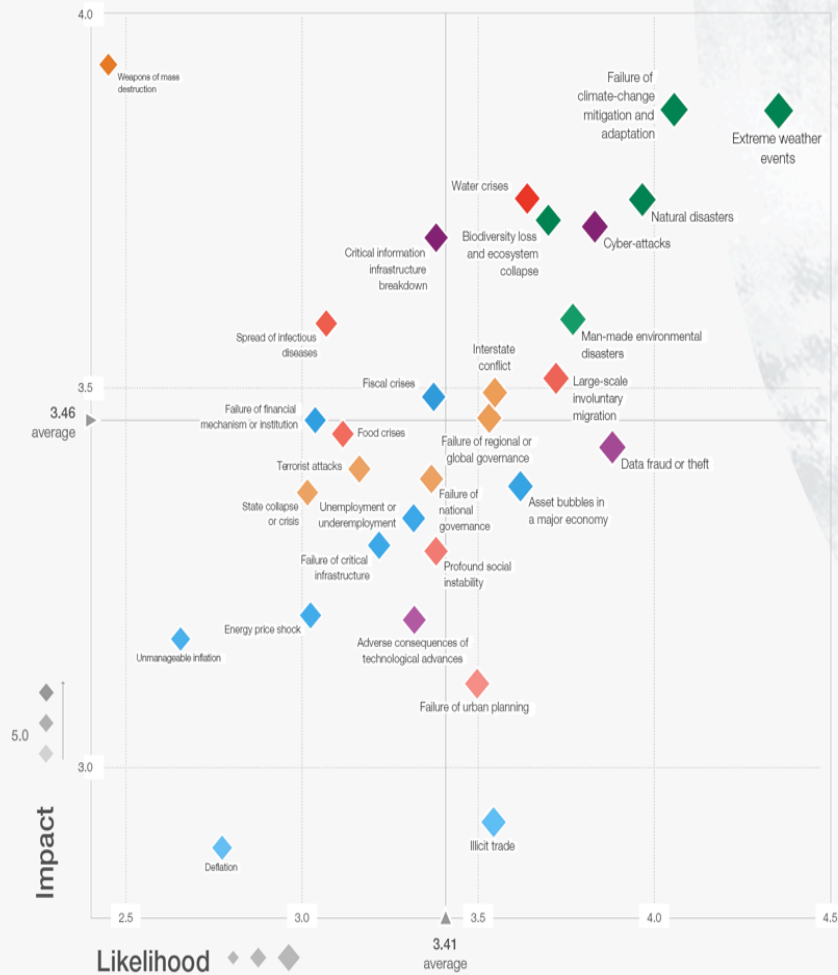 4.0
Weapons of mass
destruction
Failure of
climate-change
mitigation and
adaptation
Extreme weather
events
Water crises
Natural disasters
Biodiversity loss
and ecosystem
collapse
Cyber-attacks
Critical information
infrastructure
breakdown
Spread of infectious
diseases
Man-made environmental
disasters
Interstate
conflict
Large-scale
involuntary
migration
Fiscal crises
3.5
3.46
average
Failure of financial
mechanism or institution
Food crises
Failure of regional or
global governance
Data fraud or theft
Terrorist attacks
State collapse
or crisis
Unemployment or
underemployment
Failure of
national
governance
Asset bubbles in
a major economy
Failure of critical
infrastructure
Profound social
instability
Energy price shock
Adverse consequences of
technological advances
Unmanageable inflation
Failure of urban planning
5.0
3.0
Impact
Illicit trade
Deflation
2.5
3.0
3.5
4.0
4.5
3.41
average
Likelihood